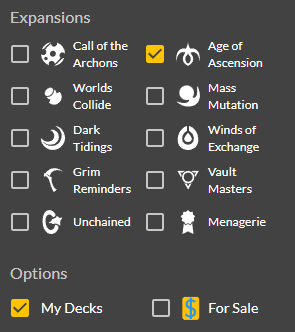 Expansions
Call of the Archons
Age of Ascension
Worlds Collide
Mass Mutation
Dark Tidings
Winds of Exchange
Grim Reminders
Vault Masters
Unchained
Menagerie
Options
My Decks
$ For Sale